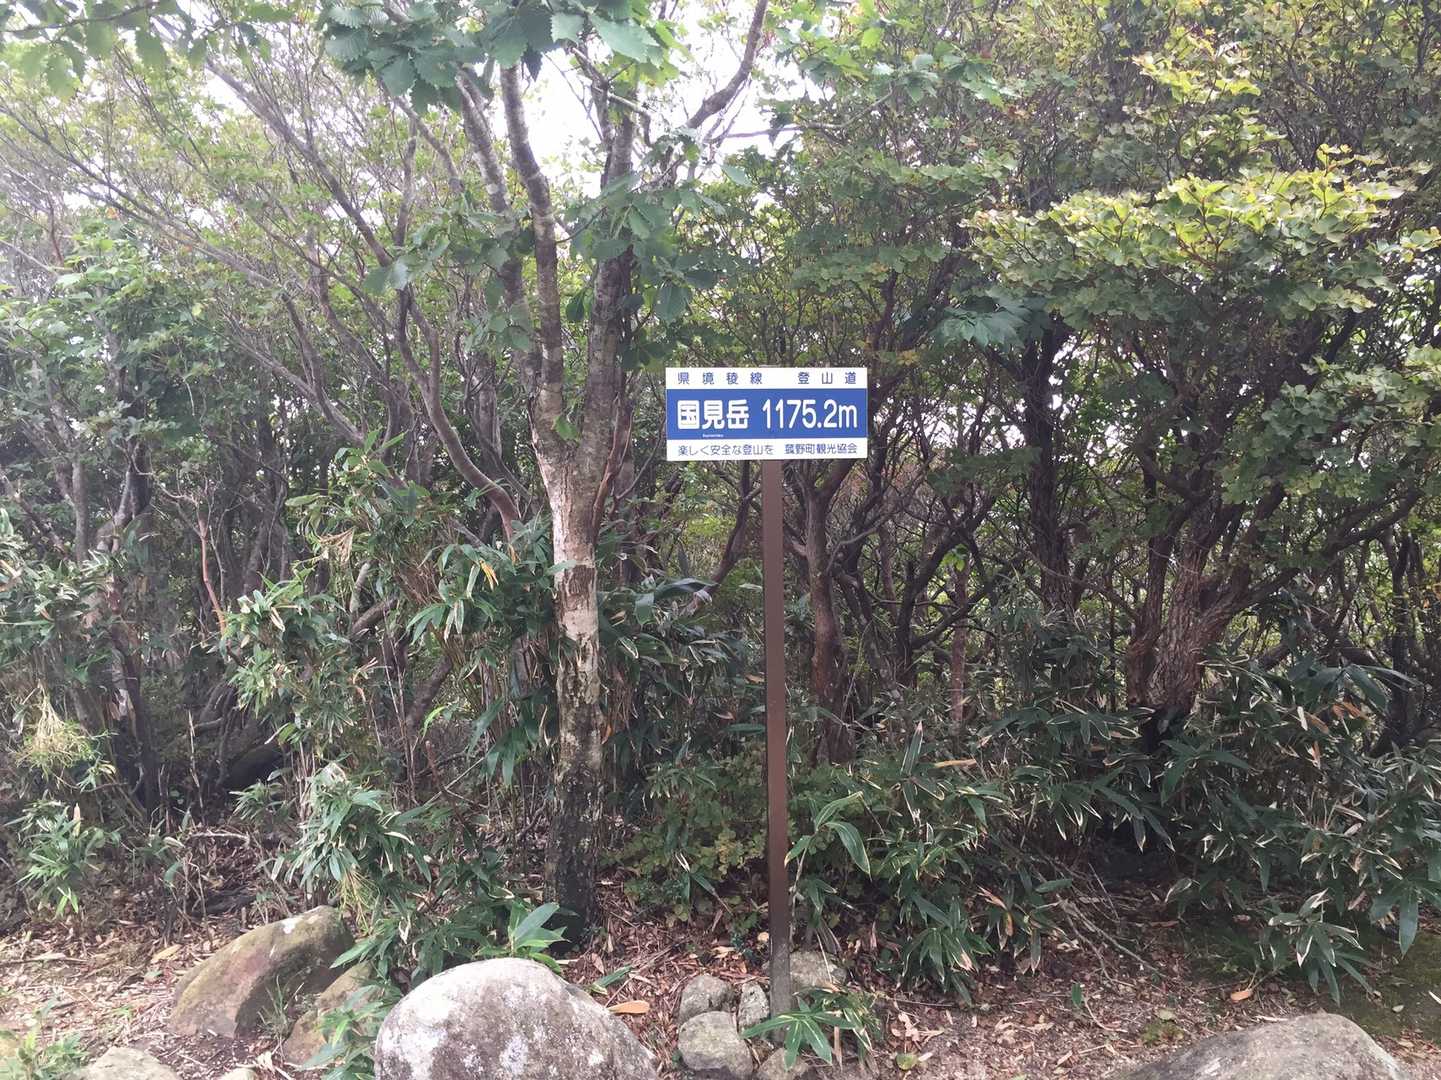 県境稜線 登山道
国見岳 1175.2m
楽しく安全な登山を 菰野町観光協会